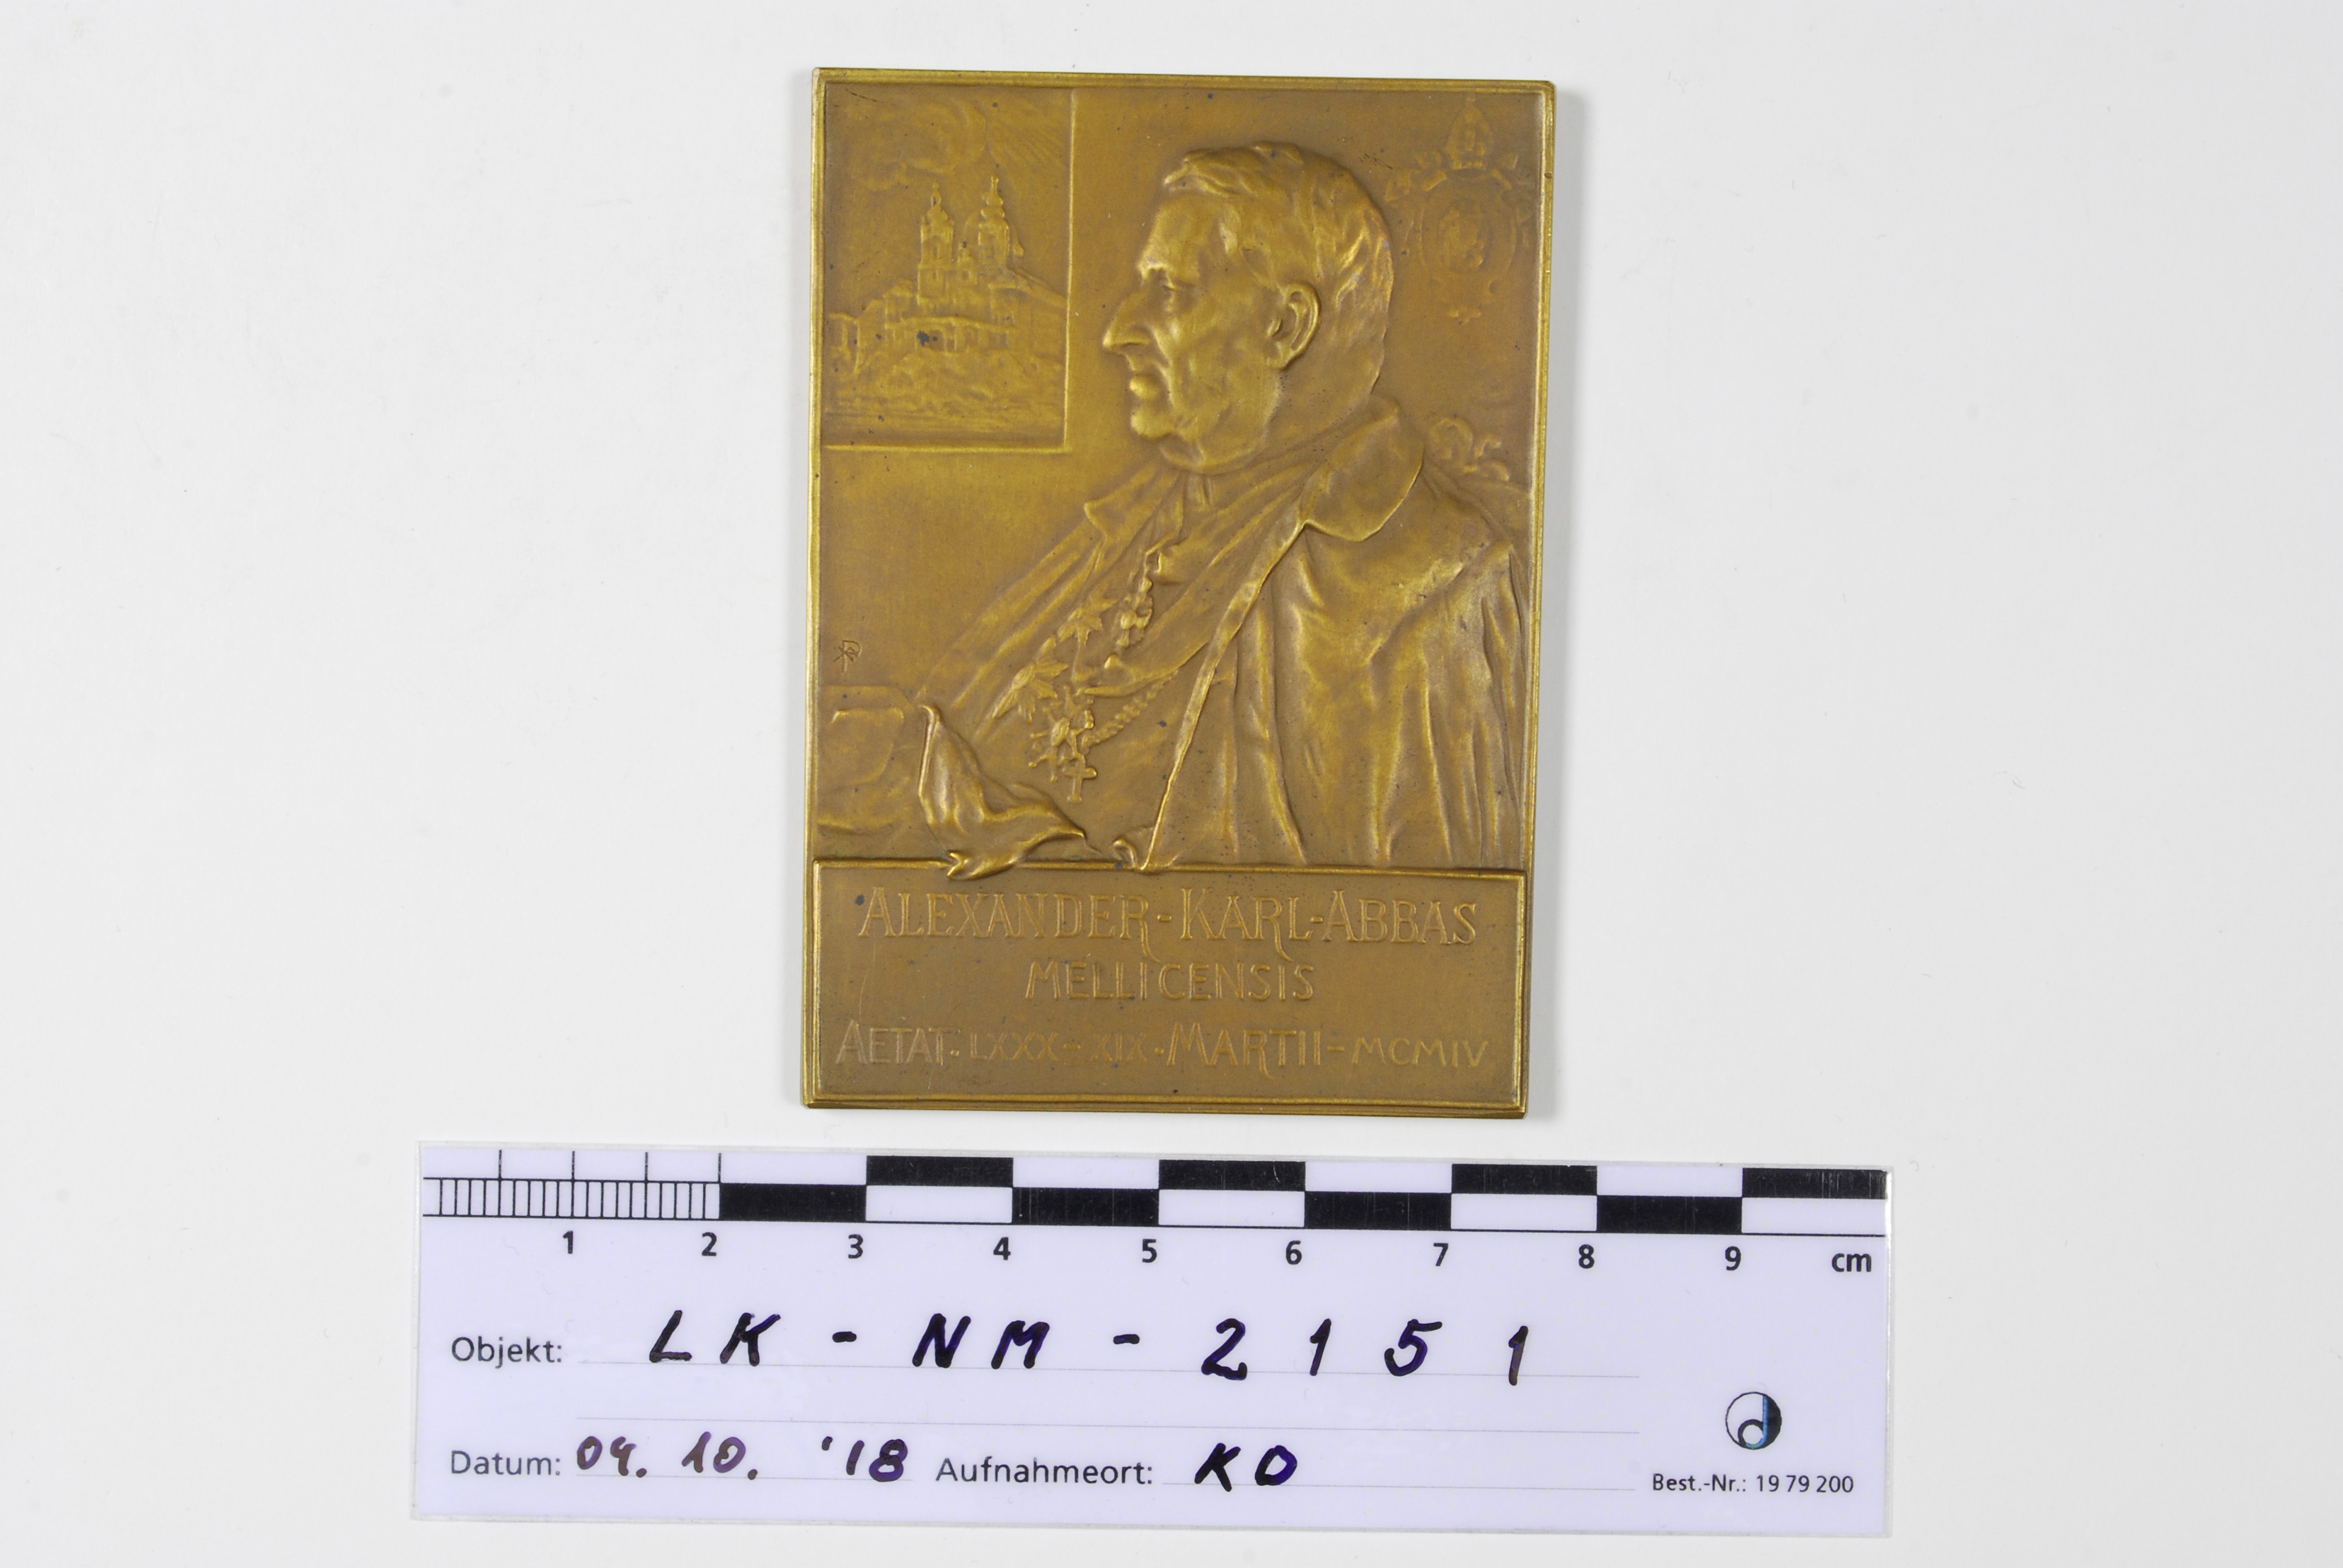 ALEXANDER-KARL-ABBAS
MELLICENSIS
AETAT. LXXX-XIX. MARTII-MCMIV
1 2 3 4 5 6 7 8 9 cm
Objekt: LK-NM-2151
Datum: 04. 10. '18 Aufnahmeort: KO
Best.-Nr.: 19 79 200